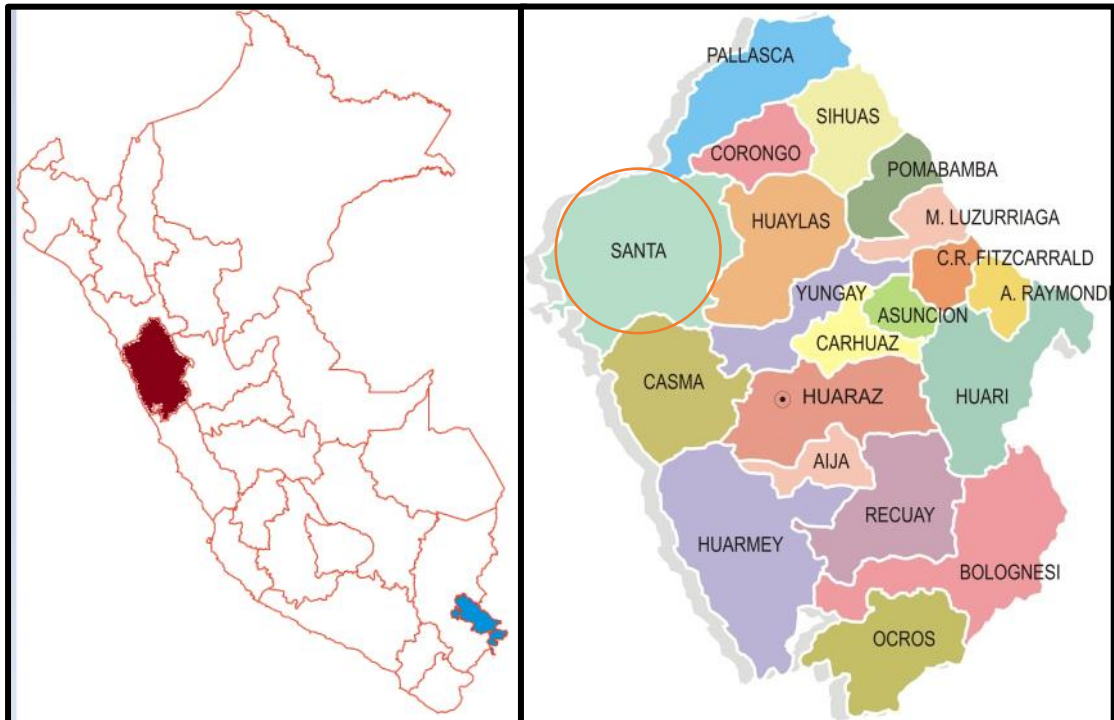 PALLASCA
SIHUAS
CORONGO
POMABAMBA
M. LUZURRIAGA
HUAYLAS
SANTA
C.R. FITZCARRALD
YUNGAY
A. RAYMONDI
ASUNCION
CARHUAZ
CASMA
HUARAZ
HUARI
AIJA
RECUAY
HUARMEY
BOLOGNESI
OCROS